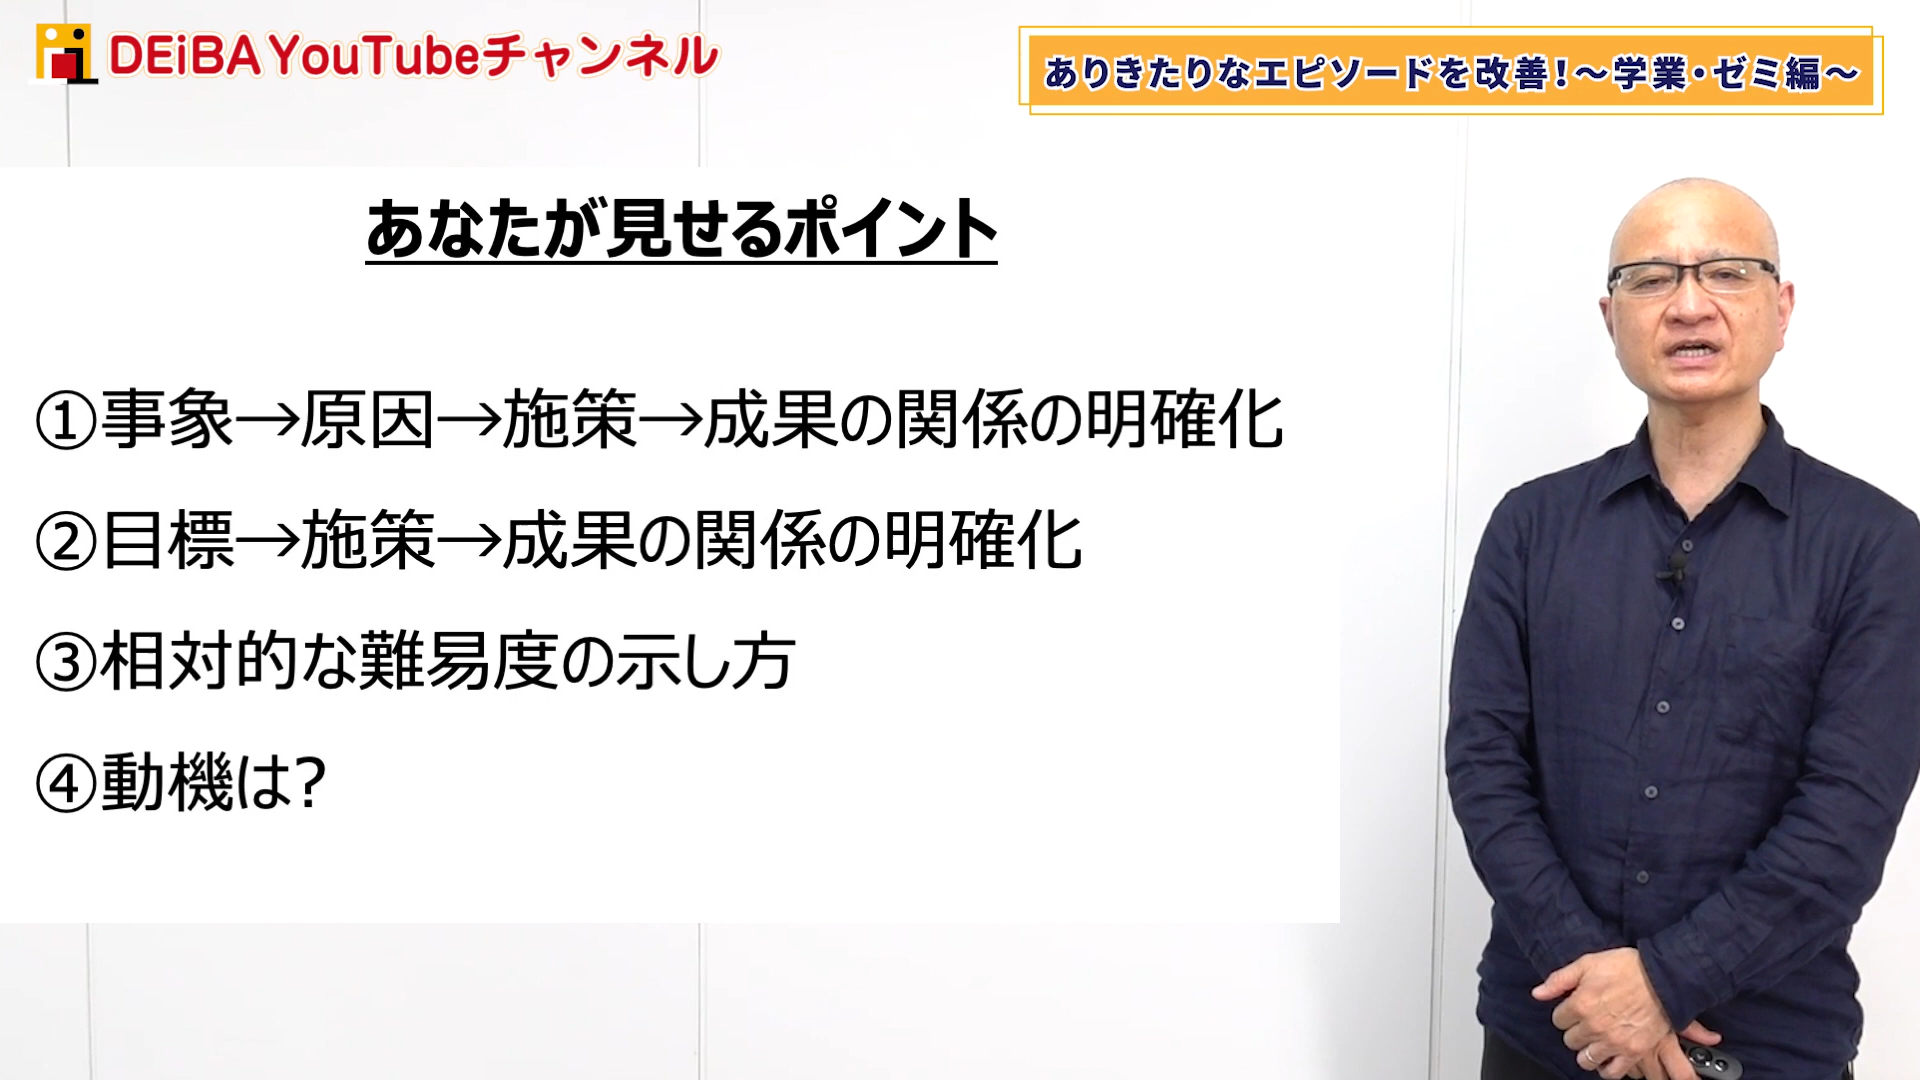 DEiBA YouTubeチャンネル
ありきたりなエピソードを改善！～学業・ゼミ編～
あなたが見せるポイント
①事象→原因→施策→成果の関係の明確化
②目標→施策→成果の関係の明確化
③相対的な難易度の示し方
④動機は?